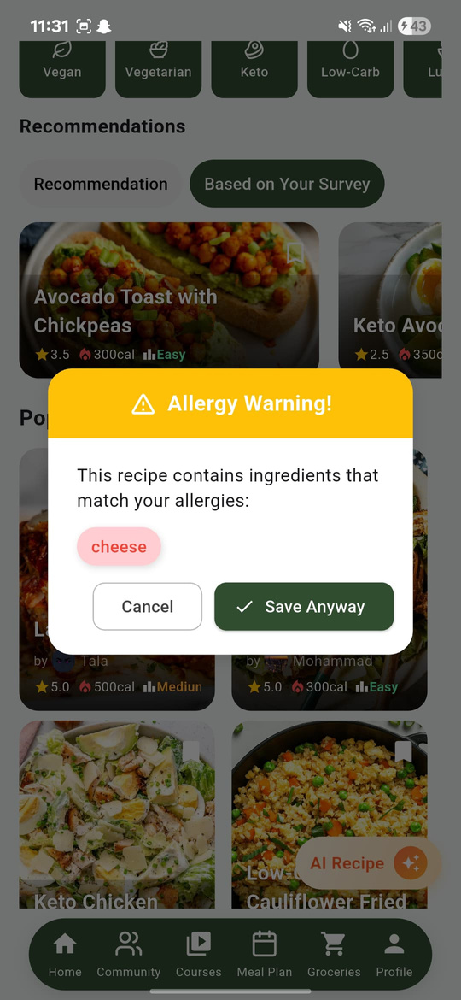 11:31
43
Vegan
Vegetarian
Keto
Low-Carb
Lu
Recommendations
Recommendation
Based on Your Survey
Avocado Toast with
Chickpeas
3.5 300cal Easy
Keto Avoc
2.5 350c
Allergy Warning!
This recipe contains ingredients that
match your allergies:
cheese
Cancel
Save Anyway
Pop
La
by Tala
5.0 500cal Medium
by Mohammad
5.0 300cal Easy
Keto Chicken
Low-C
Cauliflower Fried
AI Recipe
Home
Community
Courses
Meal Plan
Groceries
Profile